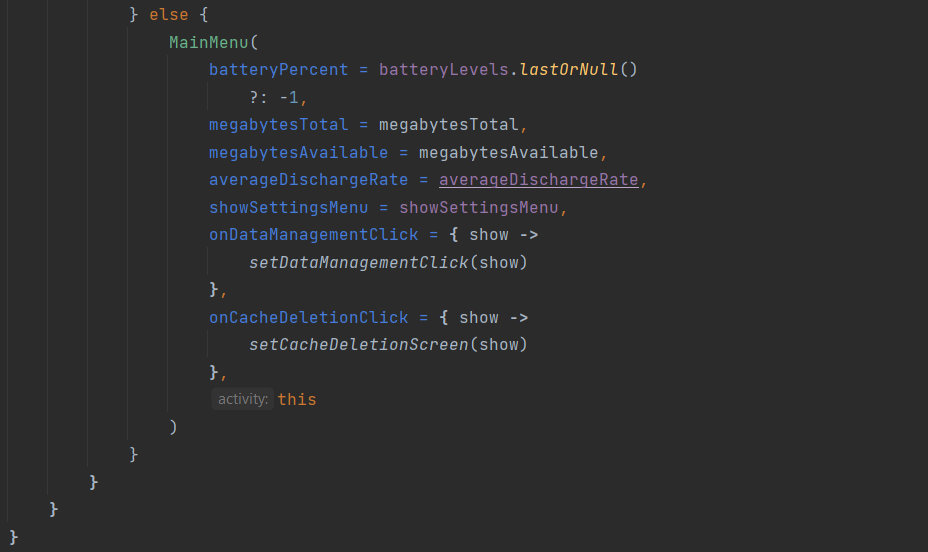 } else {
MainMenu(
batteryPercent = batteryLevels.lastOrNull()
?: -1,
megabytesTotal = megabytesTotal,
megabytesAvailable = megabytesAvailable,
averageDischargeRate = averageDischargeRate,
showSettingsMenu = showSettingsMenu,
onDataManagementClick = { show ->
setDataManagementClick(show)
},
onCacheDeletionClick = { show ->
setCacheDeletionScreen(show)
},
activity: this
)
}
}
}
}